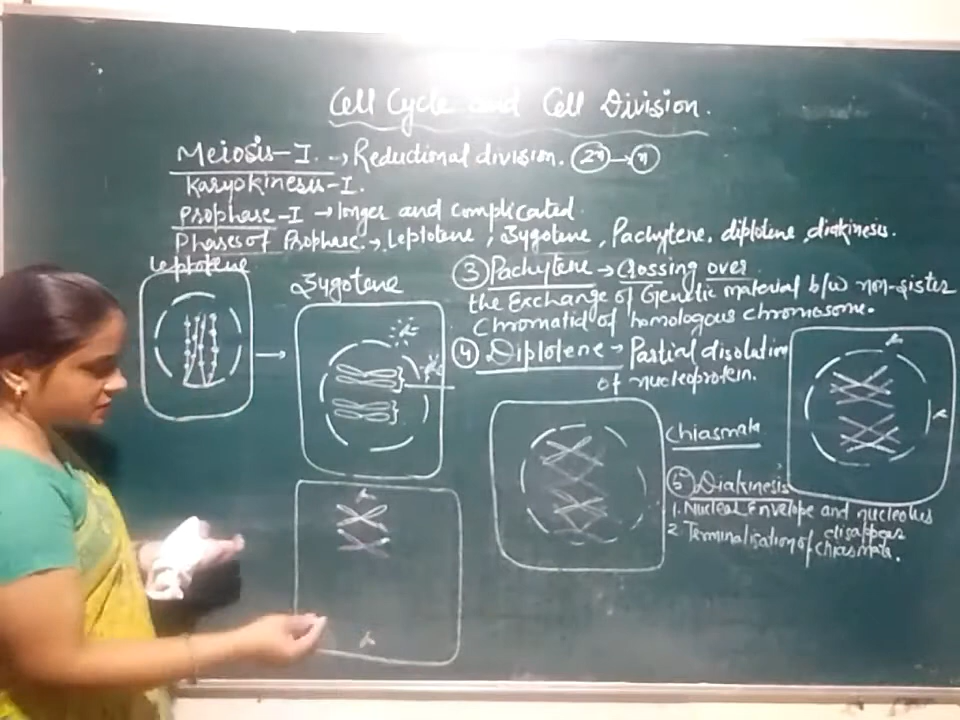 Cell Cycle and Cell Division.
Meiosis-I. → Reductional division. 2n → n
Karyokinesis-I.
Prophase-I → longer and complicated.
Phases of Prophase. → Leptotene, Zygotene, Pachytene, diplotene, diakinesis.
Leptotene
Zygotene
③ Pachytene → Crossing over
the Exchange of Genetic material b/w non-sister
Chromatid of homologous chromosome.
④ Diplotene → Partial disolation
of nucleoprotein.
Chiasmata
⑤ Diakinesis
1. Nuclear Envelope and nucleolus
disappear
2. Terminalisation of chiasmata.